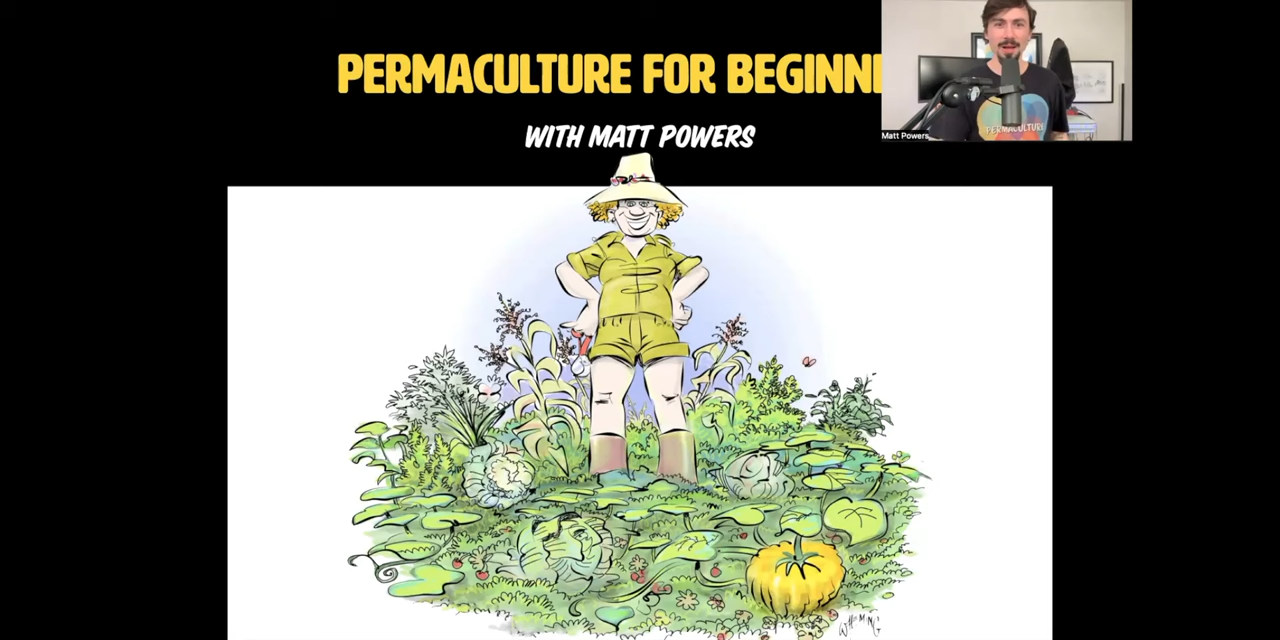 PERMACULTURE FOR BEGINN
WITH MATT POWERS
Matt Powers
PERMACULTURE